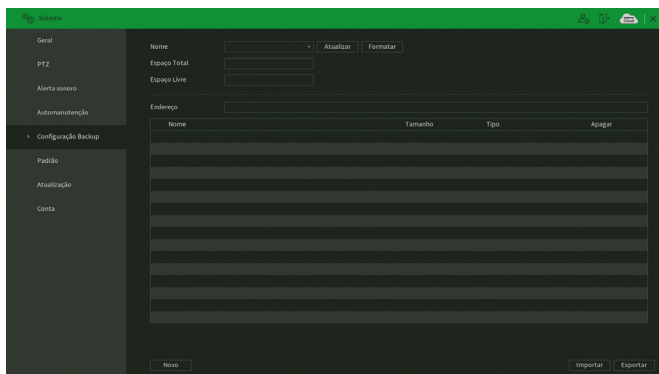 Sistema
Geral
PTZ
Alerta sonoro
Automanutenção
Configuração Backup
Padrão
Atualização
Conta
Nome Atualizar Formatar
Espaço Total
Espaço Livre
Endereço
Nome Tamanho Tipo Apagar
Novo Importar Exportar